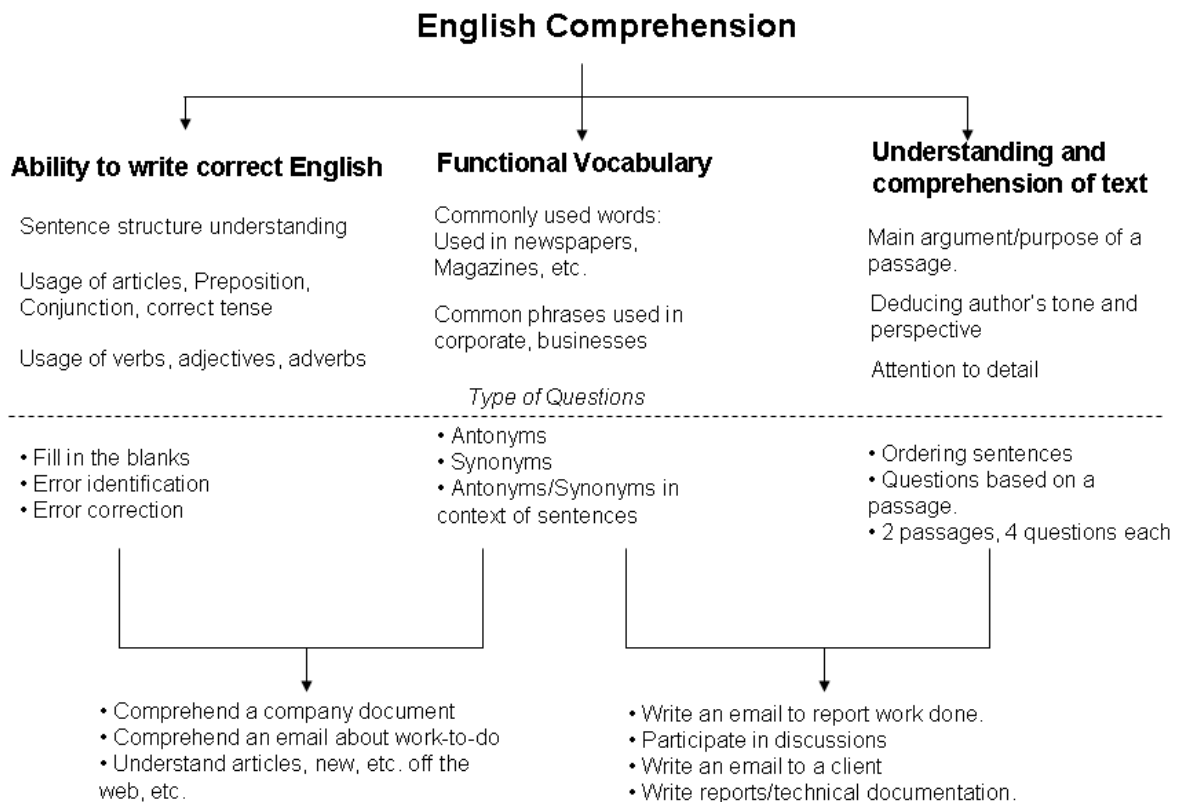 English Comprehension
Ability to write correct English
Sentence structure understanding
Usage of articles, Preposition,
Conjunction, correct tense
Usage of verbs, adjectives, adverbs
Functional Vocabulary
Commonly used words:
Used in newspapers,
Magazines, etc.
Common phrases used in
corporate, businesses
Understanding and
comprehension of text
Main argument/purpose of a
passage.
Deducing author's tone and
perspective
Attention to detail
Type of Questions
• Fill in the blanks
• Error identification
• Error correction
• Antonyms
• Synonyms
• Antonyms/Synonyms in
context of sentences
• Ordering sentences
• Questions based on a
passage.
• 2 passages, 4 questions each
• Comprehend a company document
• Comprehend an email about work-to-do
• Understand articles, new, etc. off the
web, etc.
• Write an email to report work done.
• Participate in discussions
• Write an email to a client
• Write reports/technical documentation.